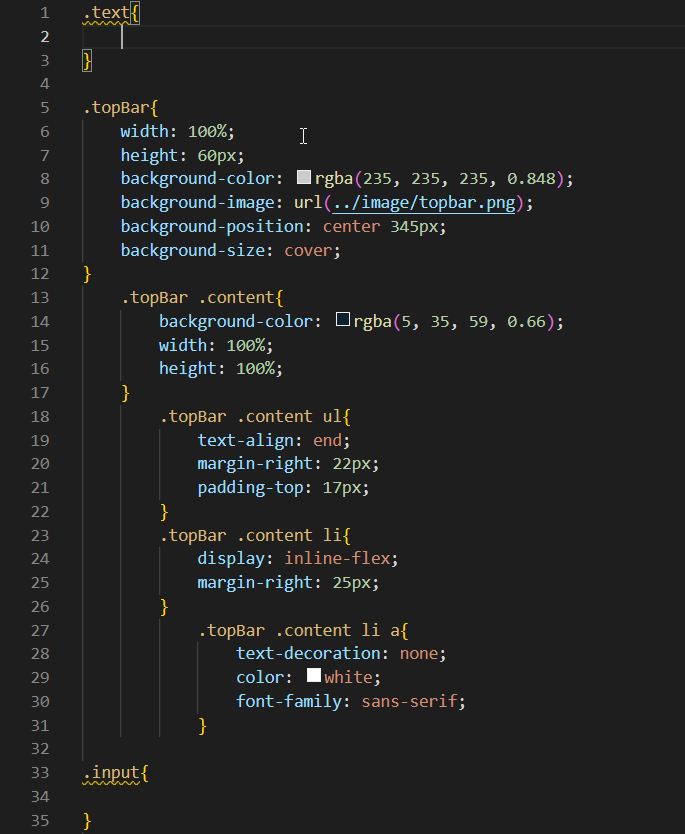 1 .text{
2
3 }
4
5 .topBar{
6     width: 100%;
7     height: 60px;
8     background-color: rgba(235, 235, 235, 0.848);
9     background-image: url(../image/topbar.png);
10     background-position: center 345px;
11     background-size: cover;
12 }
13     .topBar .content{
14         background-color: rgba(5, 35, 59, 0.66);
15         width: 100%;
16         height: 100%;
17     }
18         .topBar .content ul{
19             text-align: end;
20             margin-right: 22px;
21             padding-top: 17px;
22         }
23         .topBar .content li{
24             display: inline-flex;
25             margin-right: 25px;
26         }
27             .topBar .content li a{
28                 text-decoration: none;
29                 color: white;
30                 font-family: sans-serif;
31             }
32
33 .input{
34
35 }